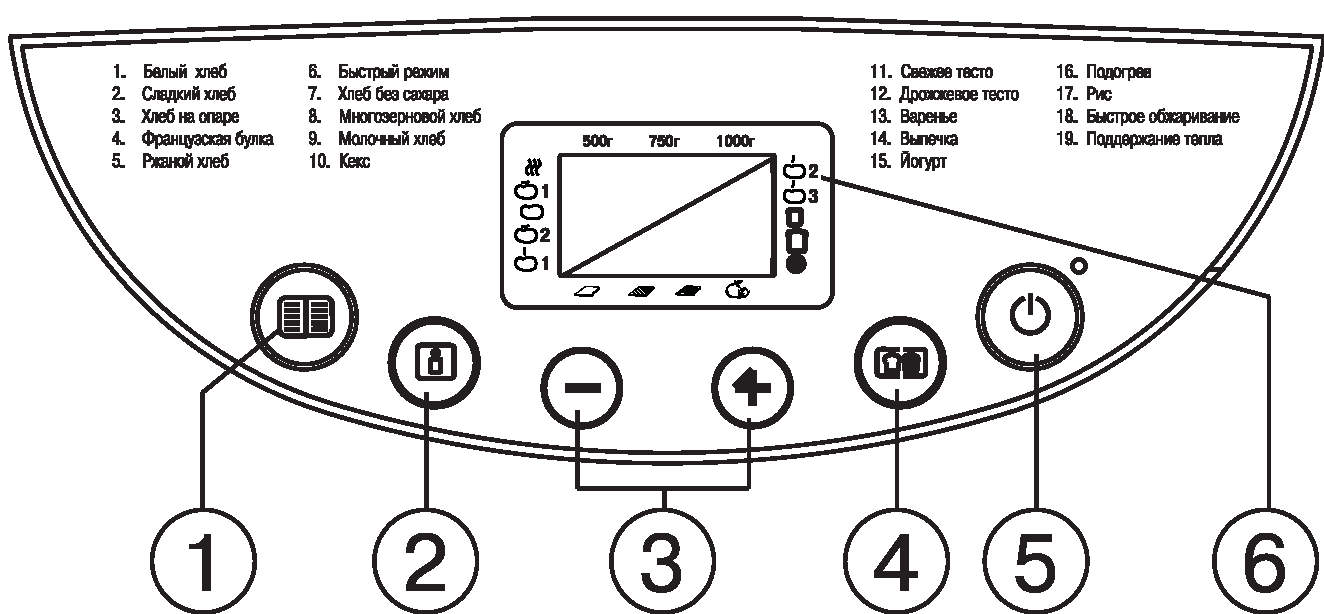 1. Белый хлеб
2. Сладкий хлеб
3. Хлеб на опаре
4. Французская булка
5. Ржаной хлеб
6. Быстрый режим
7. Хлеб без сахара
8. Многозерновой хлеб
9. Молочный хлеб
10. Кекс
500г 750г 1000г
1
2
1
2
3
11. Свежее тесто
12. Дрожжевое тесто
13. Варенье
14. Выпечка
15. Йогурт
16. Подогрев
17. Рис
18. Быстрое обжаривание
19. Поддержание тепла
1 2 3 4 5 6